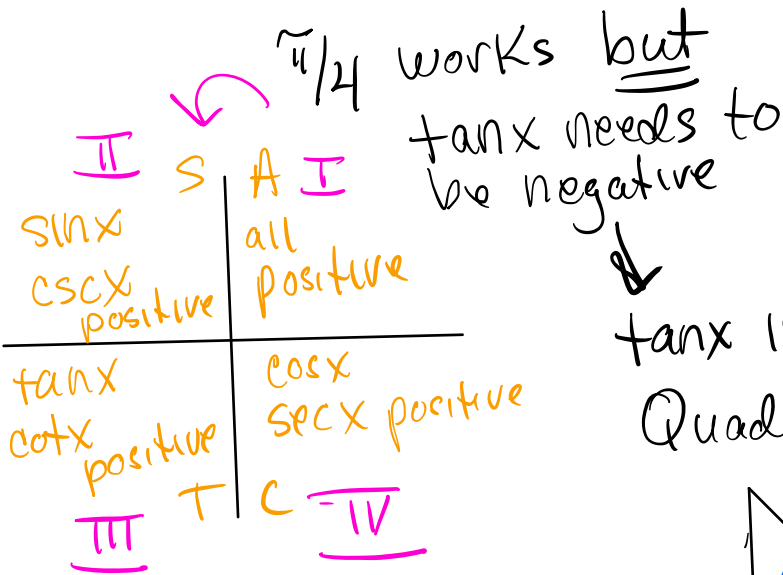 π/4 works but
tanx needs to
be negative
tanx
Quad
II S A I
sinx
cscx
positive
all
positive
tanx
cotx
positive
cosx
secx positive
III T C IV